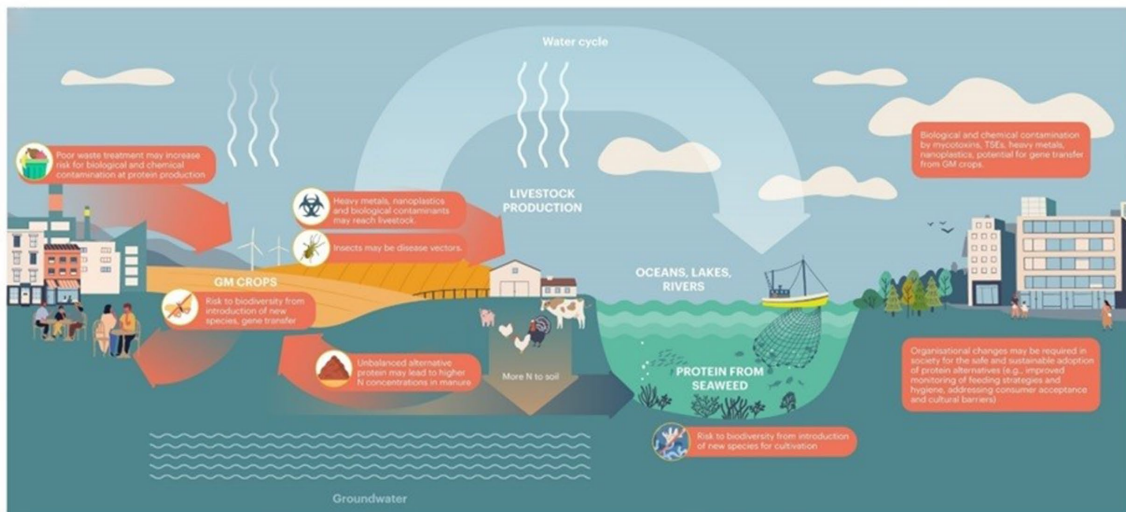 Water cycle
Poor waste treatment may increase
risk for biological and chemical
contamination at protein production
Heavy metals, nanoplastics
and biological contaminants
may reach livestock.
Insects may be disease vectors.
LIVESTOCK
PRODUCTION
Biological and chemical contamination
by mycotoxins, TSEs, heavy metals,
nanoplastics, potential for gene transfer
from GM crops.
GM CROPS
Risk to biodiversity from
introduction of new
species, gene transfer
OCEANS, LAKES,
RIVERS
Unbalanced alternative
protein may lead to higher
N concentrations in manure
More N to soil
PROTEIN FROM
SEAWEED
Organisational changes may be required in
society for the safe and sustainable adoption
of protein alternatives (e.g., improved
monitoring of feeding strategies and
hygiene, addressing consumer acceptance
and cultural barriers)
Risk to biodiversity from introduction
of new species for cultivation
Groundwater